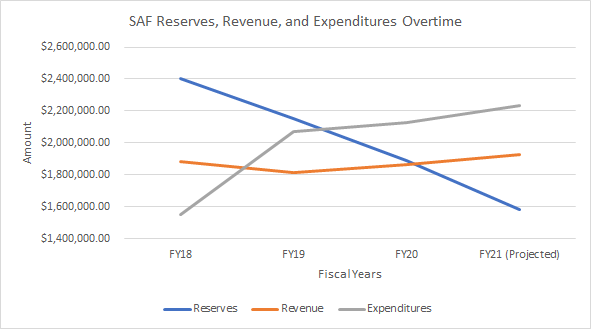 SAF Reserves, Revenue, and Expenditures Overtime
$2,600,000.00
$2,400,000.00
$2,200,000.00
$2,000,000.00
$1,800,000.00
$1,600,000.00
$1,400,000.00
Amount
FY18 FY19 FY20 FY21 (Projected)
Fiscal Years
Reserves Revenue Expenditures